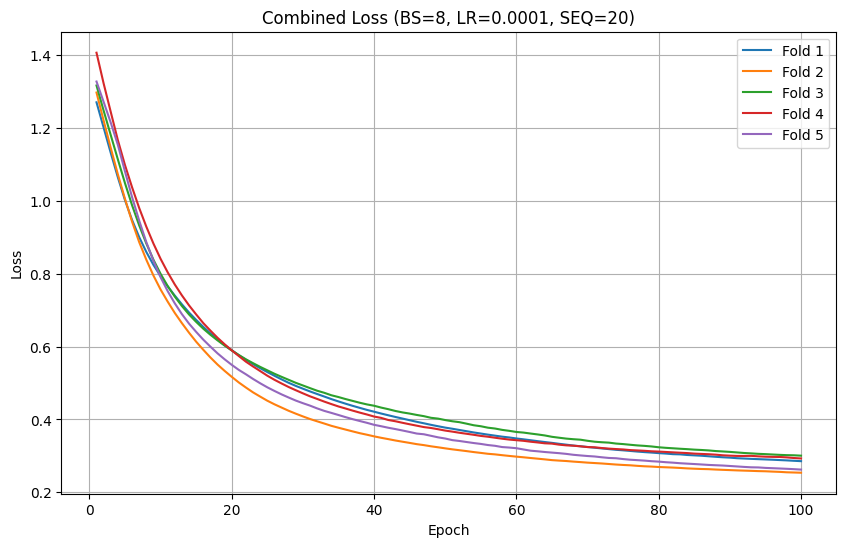 Combined Loss (BS=8, LR=0.0001, SEQ=20)
Fold 1
Fold 2
Fold 3
Fold 4
Fold 5
1.4
1.2
1.0
0.8
0.6
0.4
0.2
Loss
0 20 40 60 80 100
Epoch